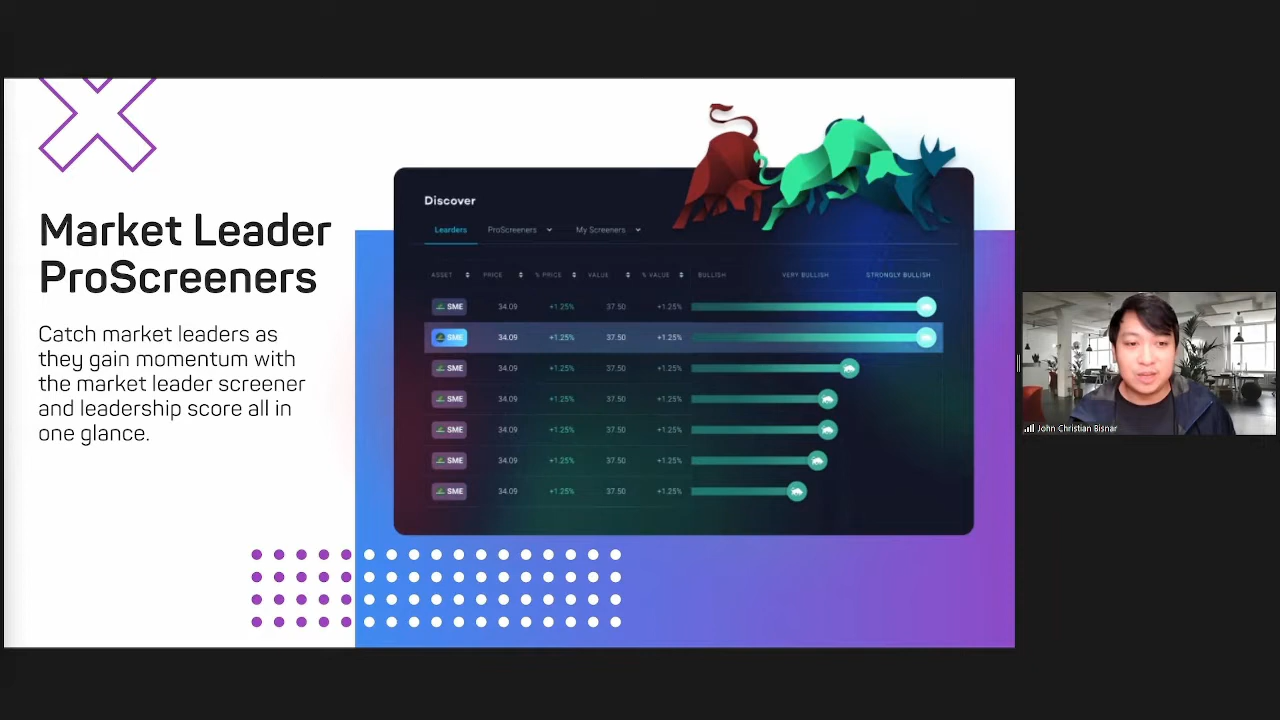 Market Leader
ProScreeners
Catch market leaders as
they gain momentum with
the market leader screener
and leadership score all in
one glance.
Discover
Learders ProScreeners My Screeners
ASSET PRICE % PRICE VALUE % VALUE BULLISH VERY BULLISH STRONGLY BULLISH
SME 34.09 +1.25% 37.50 +1.25%
SME 34.09 +1.25% 37.50 +1.25%
SME 34.09 +1.25% 37.50 +1.25%
SME 34.09 +1.25% 37.50 +1.25%
SME 34.09 +1.25% 37.50 +1.25%
SME 34.09 +1.25% 37.50 +1.25%
SME 34.09 +1.25% 37.50 +1.25%
John Christian Bisnar